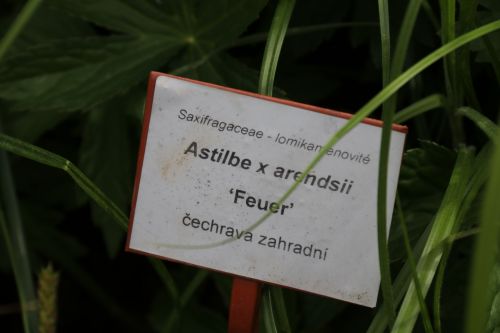 Saxifragaceae - lomikamenovité
Astilbe x arendsii
‘Feuer’
čechrava zahradní